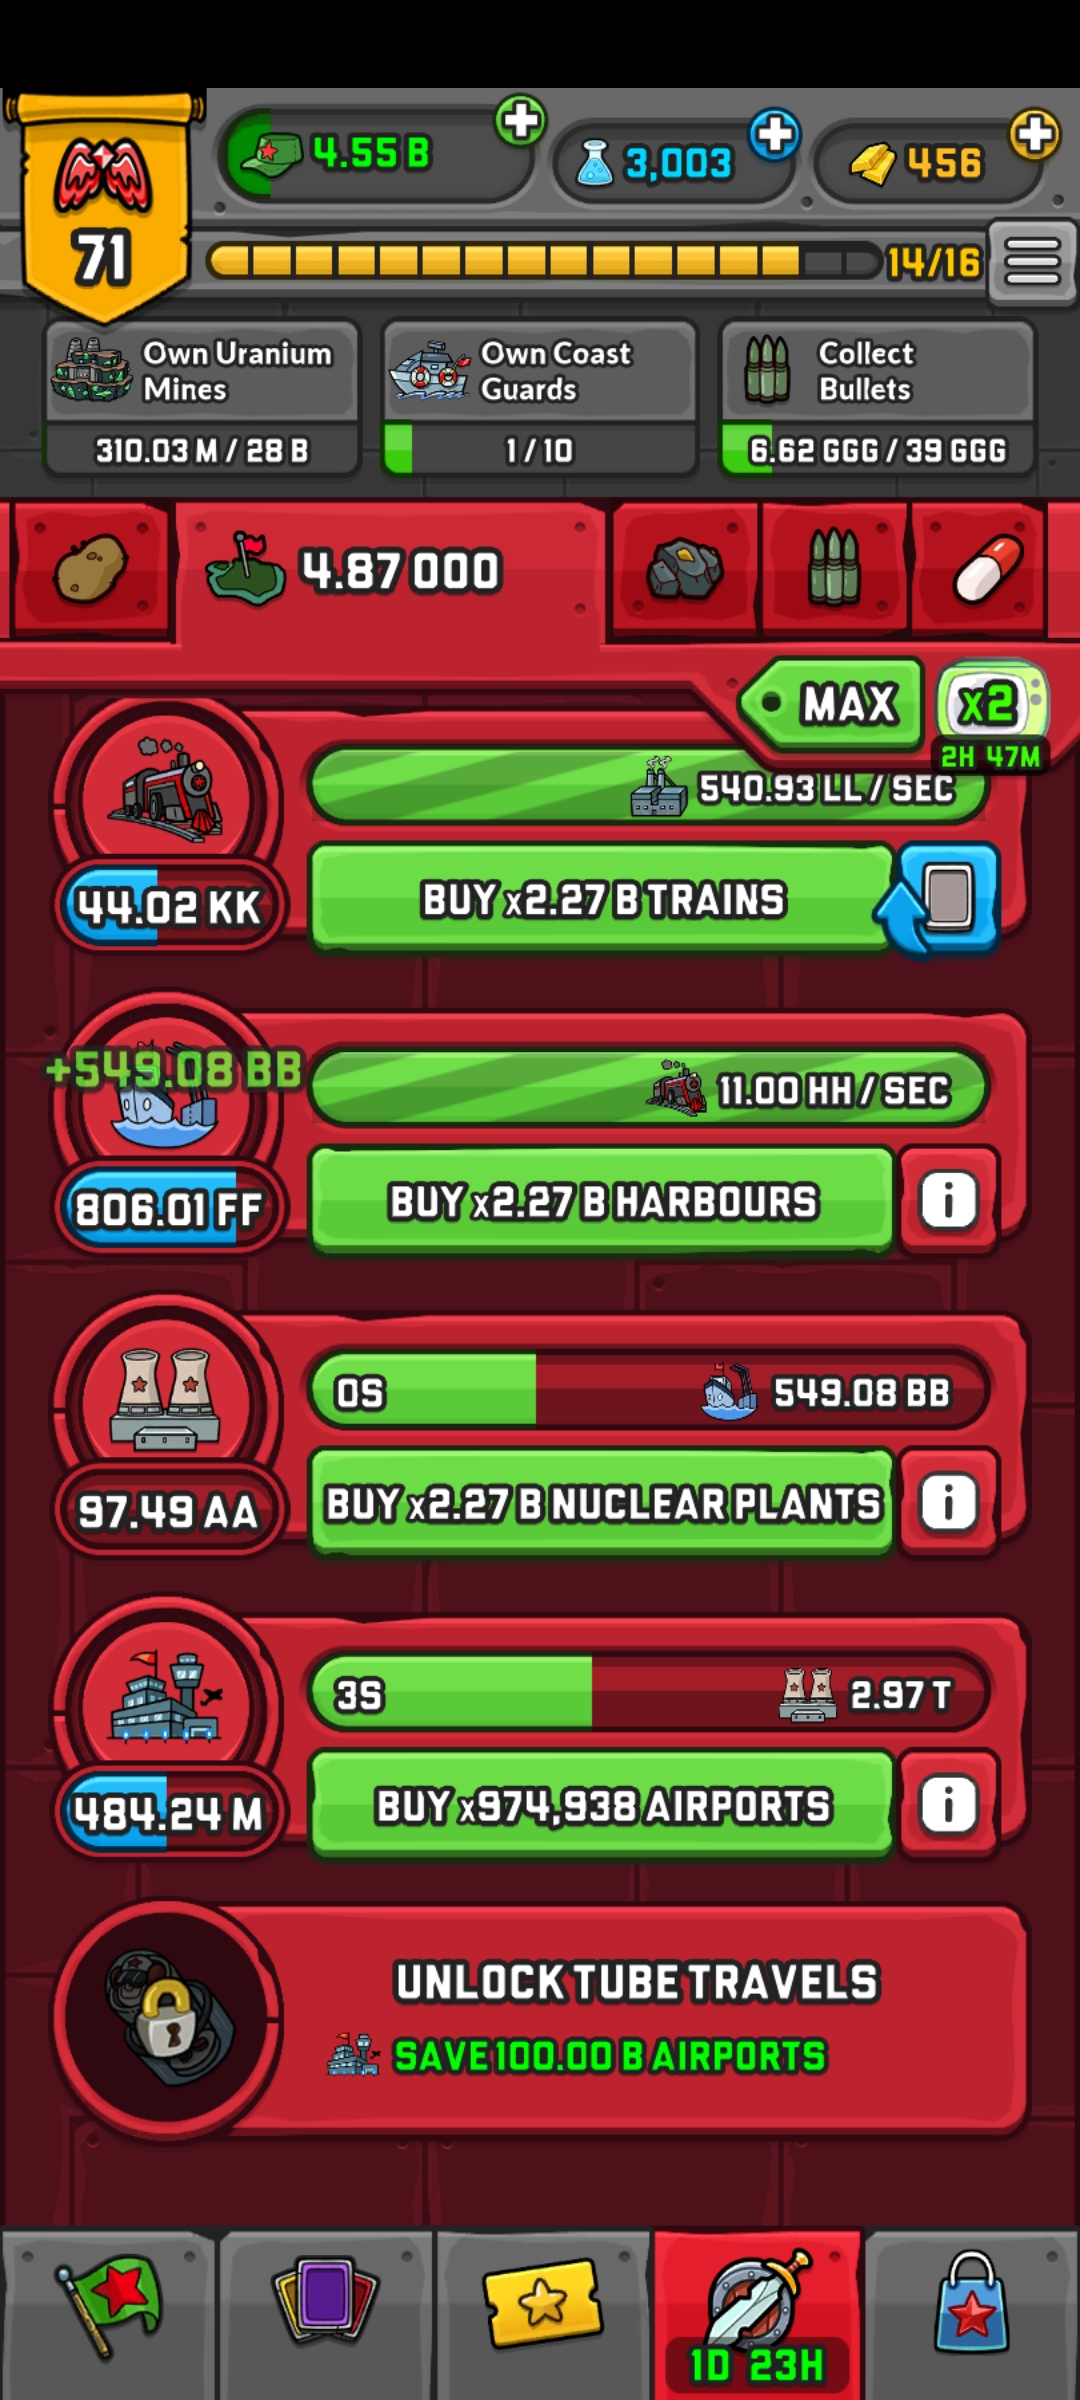 71
4.55 B
3,003
456
14/16
Own Uranium
Mines
310.03 M / 28 B
Own Coast
Guards
1 / 10
Collect
Bullets
6.62 GGG / 39 GGG
4.87 OOO
MAX
x2
2H 47M
540.93 LL / SEC
44.02 KK
BUY x2.27 B TRAINS
+549.08 BB
11.00 HH / SEC
806.01 FF
BUY x2.27 B HARBOURS
i
0S
549.08 BB
97.49 AA
BUY x2.27 B NUCLEAR PLANTS
i
3S
2.97 T
484.24 M
BUY x974,938 AIRPORTS
i
UNLOCK TUBE TRAVELS
SAVE 100.00 B AIRPORTS
1D 23H